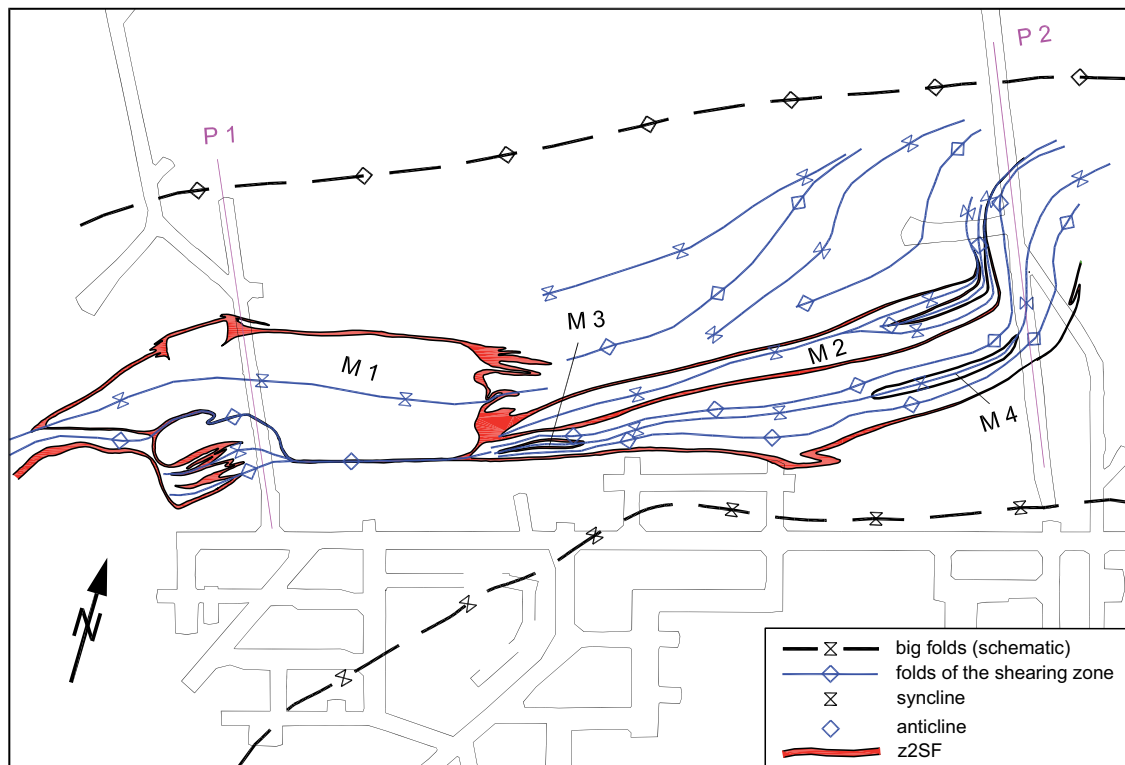 P 2
P 1
M 3
M 2
M 1
M 4
N
big folds (schematic)
folds of the shearing zone
syncline
anticline
z2SF